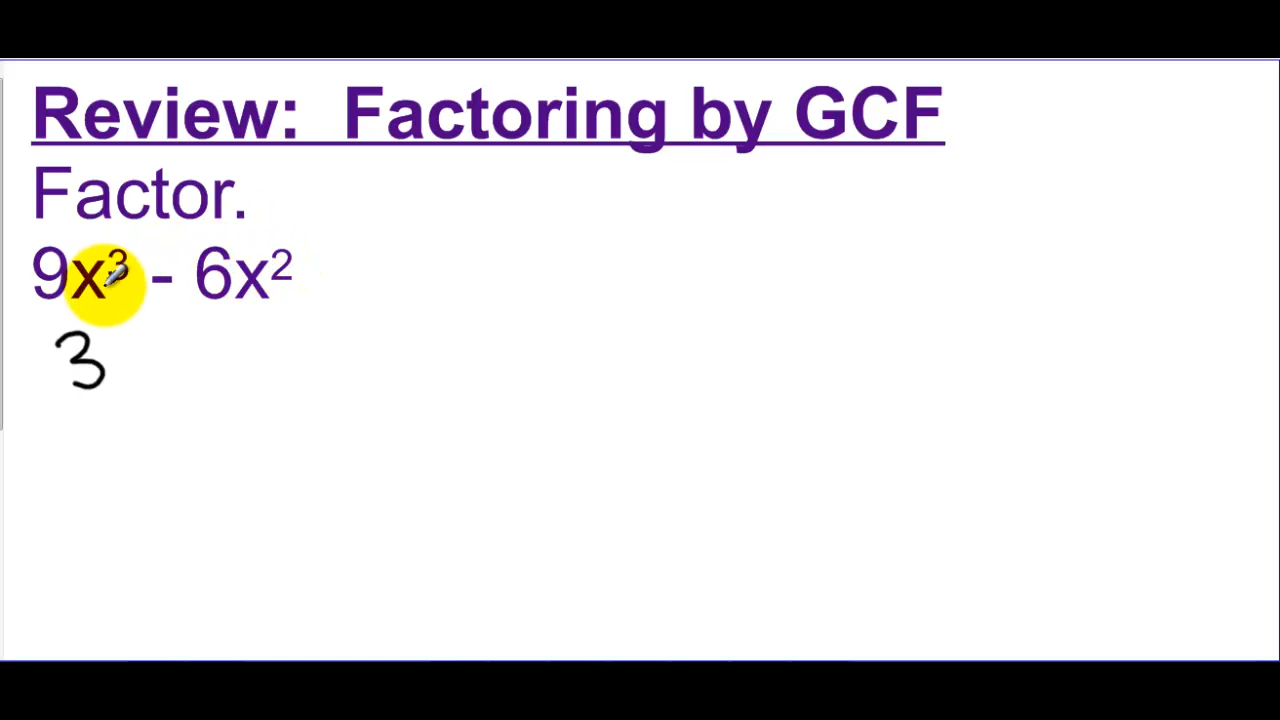 Review:  Factoring by GCF
Factor.
9x³ - 6x²
3